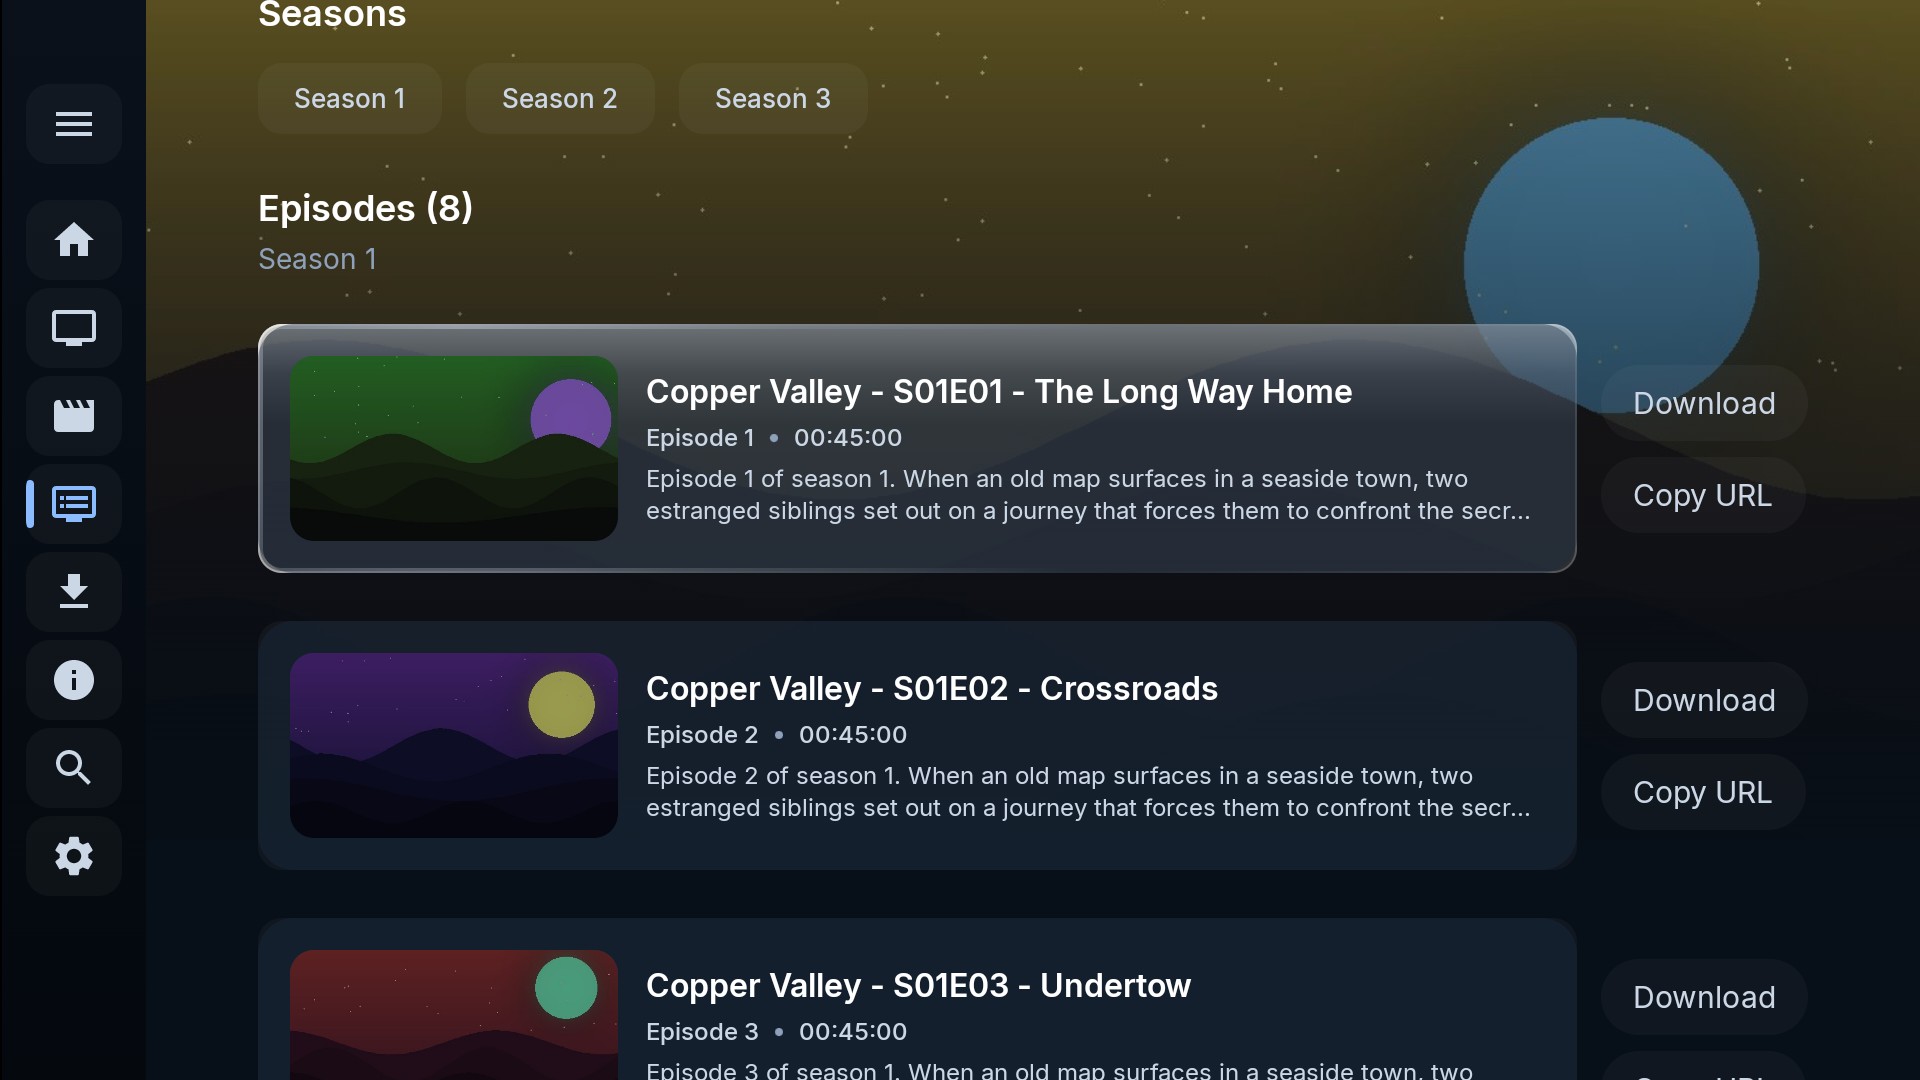 Seasons
Season 1
Season 2
Season 3
Episodes (8)
Season 1
Copper Valley - S01E01 - The Long Way Home
Episode 1 • 00:45:00
Episode 1 of season 1. When an old map surfaces in a seaside town, two
estranged siblings set out on a journey that forces them to confront the secr...
Download
Copy URL
Copper Valley - S01E02 - Crossroads
Episode 2 • 00:45:00
Episode 2 of season 1. When an old map surfaces in a seaside town, two
estranged siblings set out on a journey that forces them to confront the secr...
Download
Copy URL
Copper Valley - S01E03 - Undertow
Episode 3 • 00:45:00
Episode 3 of season 1. When an old map surfaces in a seaside town, two
Download